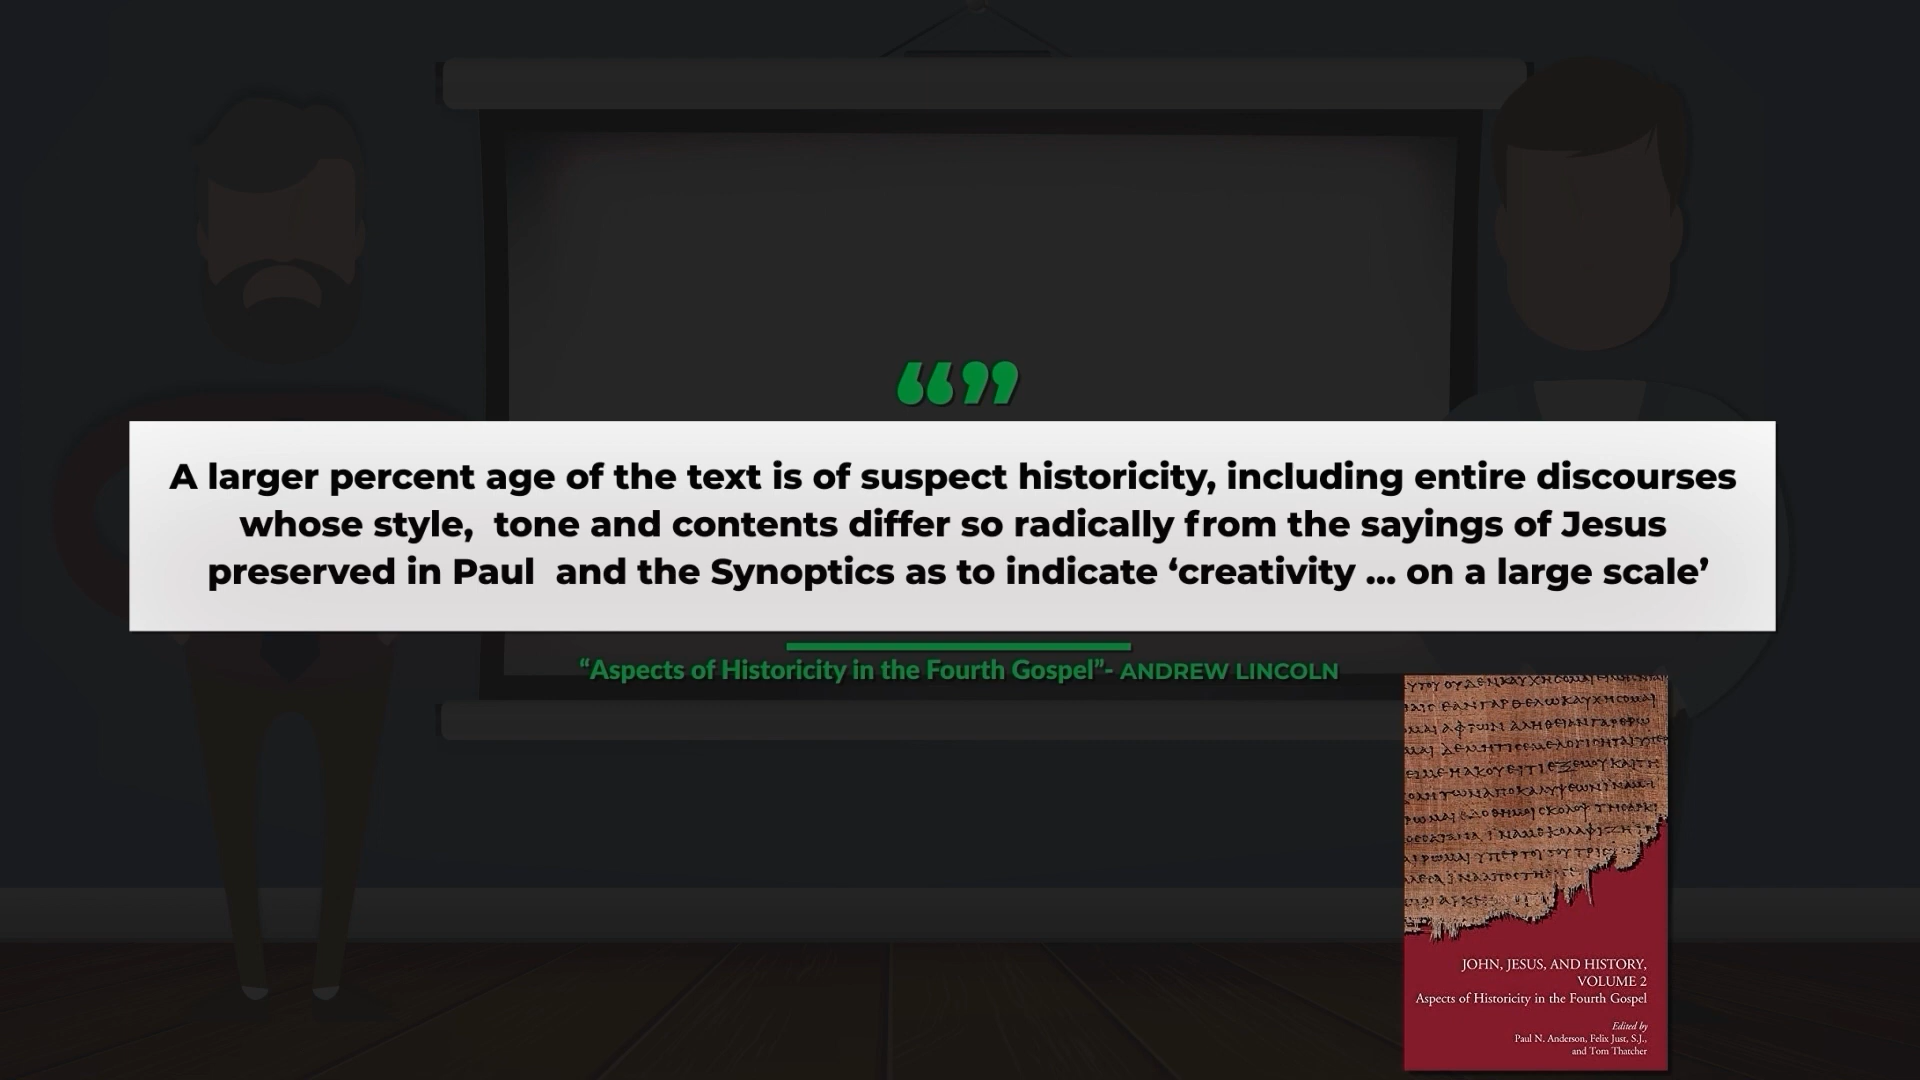 ❝❞
A larger percent age of the text is of suspect historicity, including entire discourses
whose style, tone and contents differ so radically from the sayings of Jesus
preserved in Paul and the Synoptics as to indicate ‘creativity ... on a large scale’
“Aspects of Historicity in the Fourth Gospel”- ANDREW LINCOLN
JOHN, JESUS, AND HISTORY,
VOLUME 2
Aspects of Historicity in the Fourth Gospel
Edited by
Paul N. Anderson, Felix Just, S.J.,
and Tom Thatcher